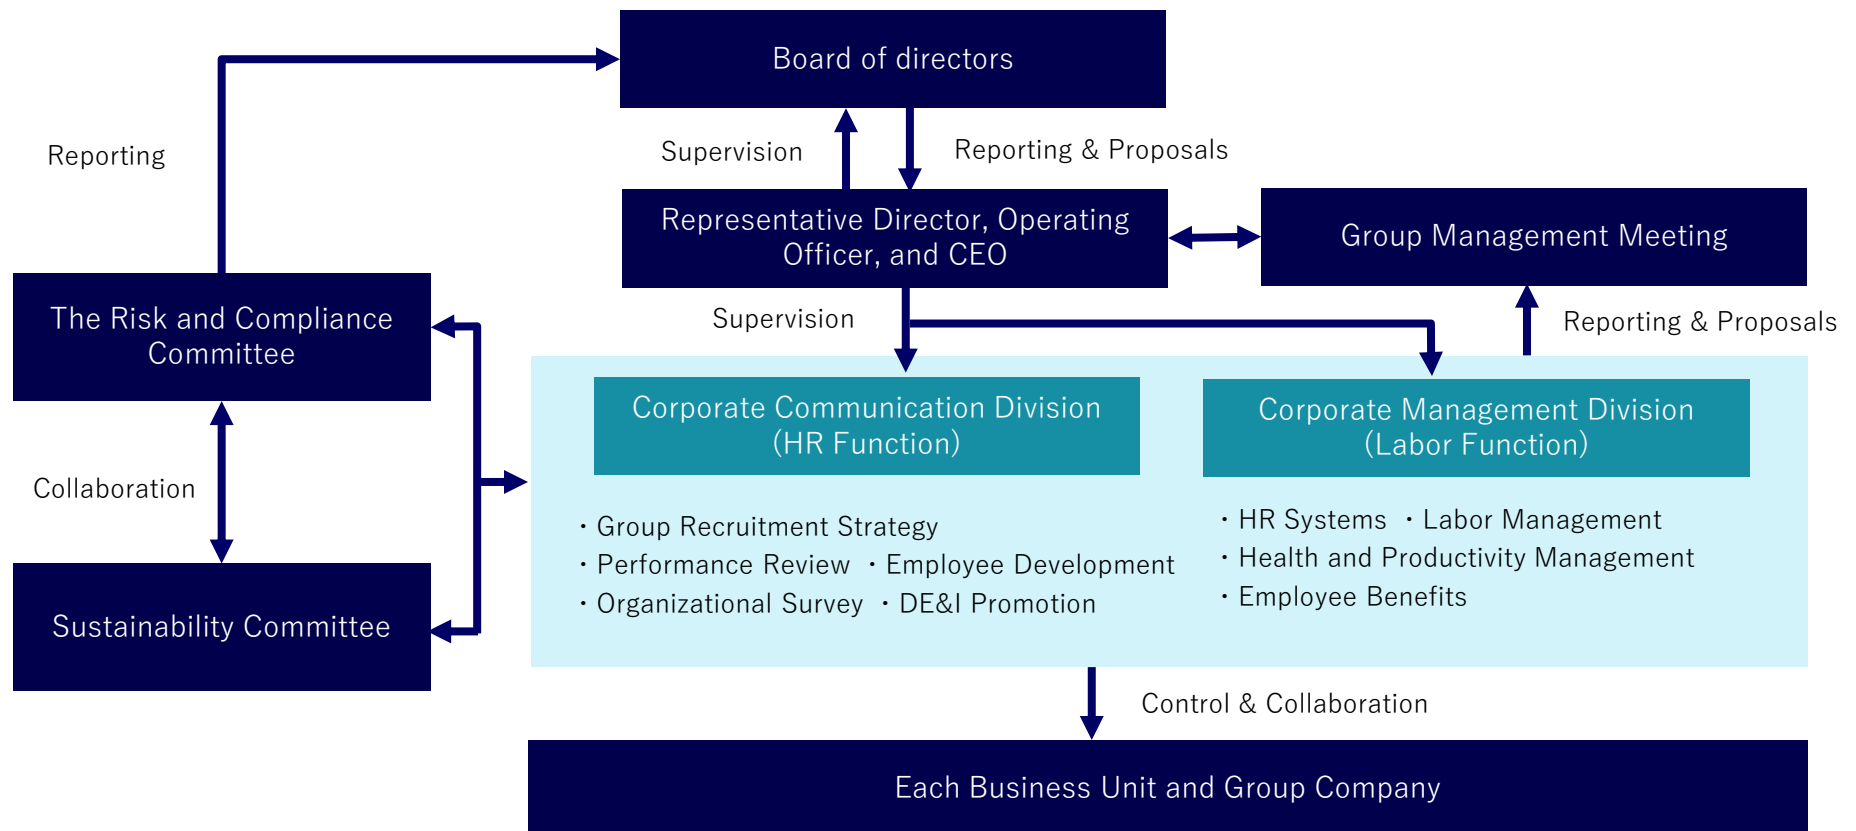 Board of directors
Reporting
Supervision
Reporting & Proposals
Representative Director, Operating
Officer, and CEO
Group Management Meeting
The Risk and Compliance
Committee
Supervision
Reporting & Proposals
Corporate Communication Division
(HR Function)
Corporate Management Division
(Labor Function)
Collaboration
・Group Recruitment Strategy
・Performance Review ・Employee Development
・Organizational Survey ・DE&I Promotion
・HR Systems ・Labor Management
・Health and Productivity Management
・Employee Benefits
Sustainability Committee
Control & Collaboration
Each Business Unit and Group Company